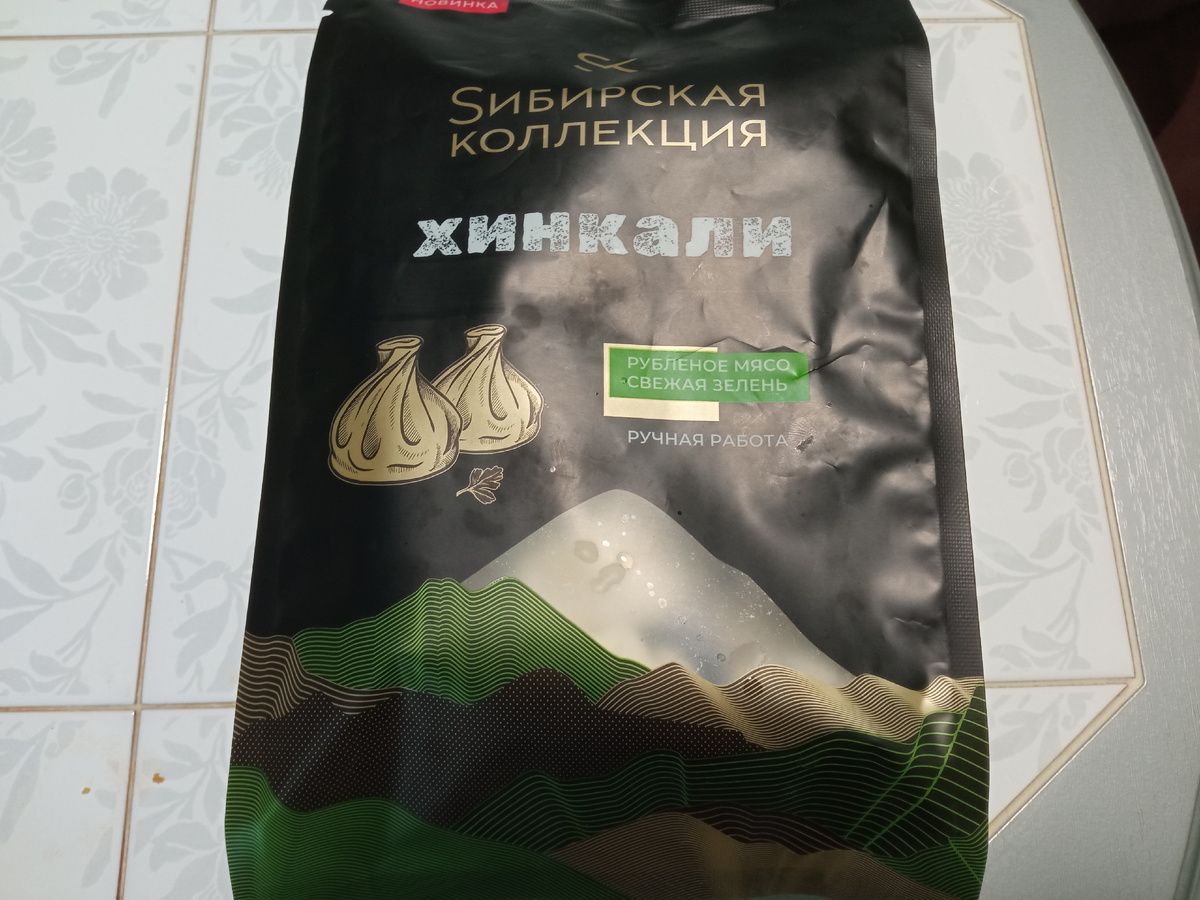 НОВИНКА
SИБИРСКАЯ
КОЛЛЕКЦИЯ
ХИНКАЛИ
РУБЛЕНОЕ МЯСО
СВЕЖАЯ ЗЕЛЕНЬ
РУЧНАЯ РАБОТА